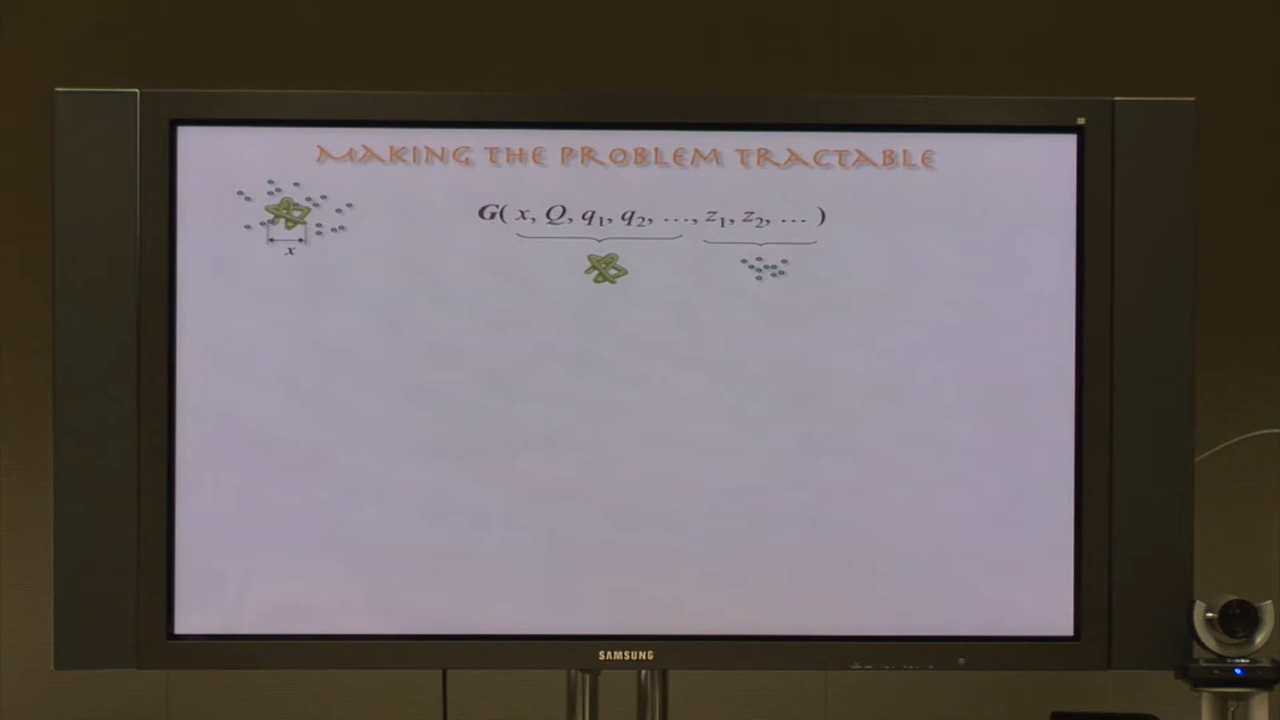 MAKING THE PROBLEM TRACTABLE
G( x, Q, q₁, q₂, …, z₁, z₂, … )
x
SAMSUNG